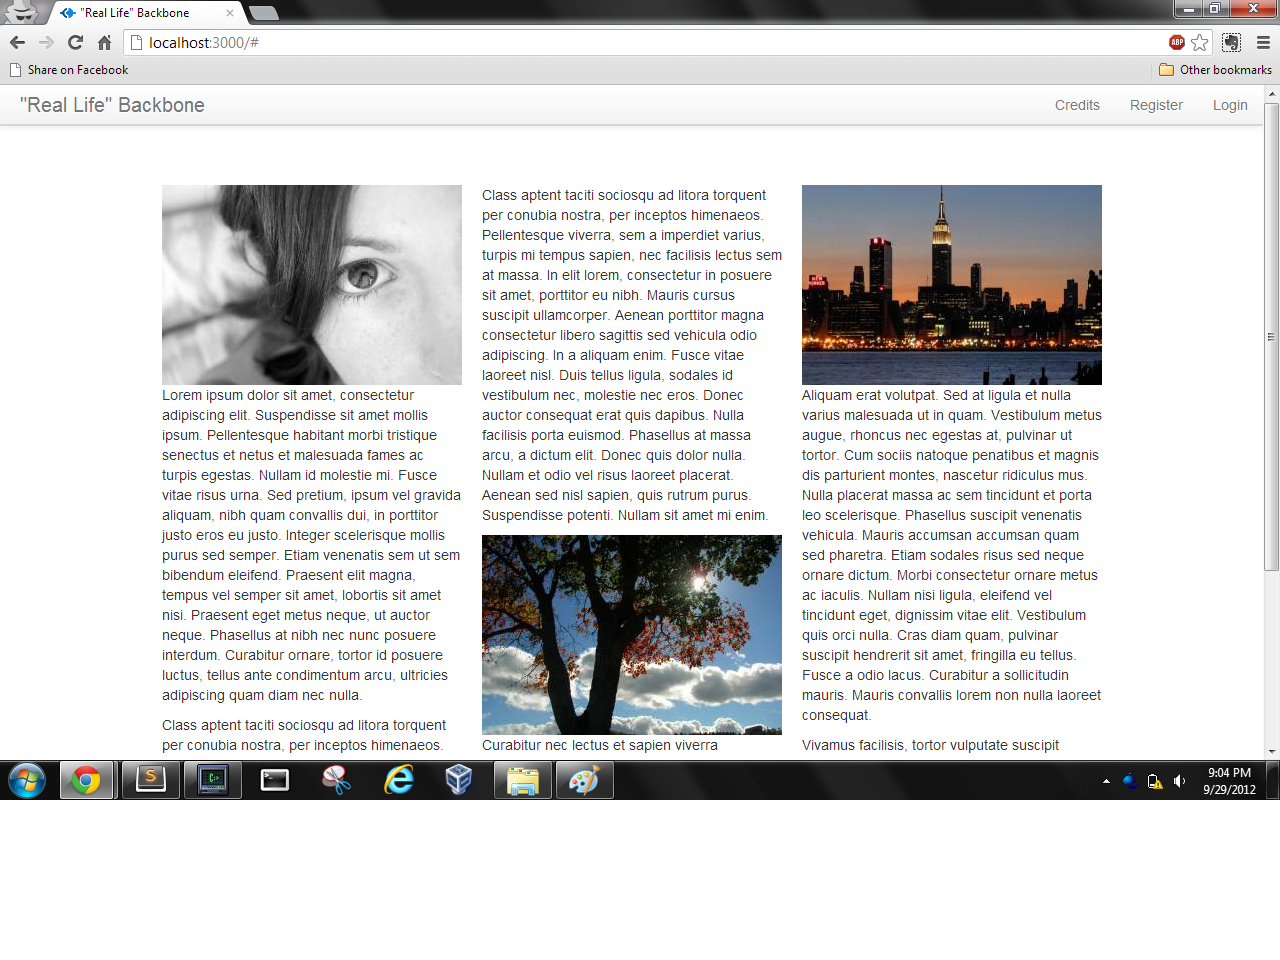 "Real Life" Backbone
localhost:3000/#
ABP
Share on Facebook
Other bookmarks
"Real Life" Backbone
Credits
Register
Login
Lorem ipsum dolor sit amet, consectetur
adipiscing elit. Suspendisse sit amet mollis
ipsum. Pellentesque habitant morbi tristique
senectus et netus et malesuada fames ac
turpis egestas. Nullam id molestie mi. Fusce
vitae risus urna. Sed pretium, ipsum vel gravida
aliquam, nibh quam convallis dui, in porttitor
justo eros eu justo. Integer scelerisque mollis
purus sed semper. Etiam venenatis sem ut sem
bibendum eleifend. Praesent elit magna,
tempus vel semper sit amet, lobortis sit amet
nisi. Praesent eget metus neque, ut auctor
neque. Phasellus at nibh nec nunc posuere
interdum. Curabitur ornare, tortor id posuere
luctus, tellus ante condimentum arcu, ultricies
adipiscing quam diam nec nulla.
Class aptent taciti sociosqu ad litora torquent
per conubia nostra, per inceptos himenaeos.
Class aptent taciti sociosqu ad litora torquent
per conubia nostra, per inceptos himenaeos.
Pellentesque viverra, sem a imperdiet varius,
turpis mi tempus sapien, nec facilisis lectus sem
at massa. In elit lorem, consectetur in posuere
sit amet, porttitor eu nibh. Mauris cursus
suscipit ullamcorper. Aenean porttitor magna
consectetur libero sagittis sed vehicula odio
adipiscing. In a aliquam enim. Fusce vitae
laoreet nisl. Duis tellus ligula, sodales id
vestibulum nec, molestie nec eros. Donec
auctor consequat erat quis dapibus. Nulla
facilisis porta euismod. Phasellus at massa
arcu, a dictum elit. Donec quis dolor nulla.
Nullam et odio vel risus laoreet placerat.
Aenean sed nisl sapien, quis rutrum purus.
Suspendisse potenti. Nullam sit amet mi enim.
Curabitur nec lectus et sapien viverra
Aliquam erat volutpat. Sed at ligula et nulla
varius malesuada ut in quam. Vestibulum metus
augue, rhoncus nec egestas at, pulvinar ut
tortor. Cum sociis natoque penatibus et magnis
dis parturient montes, nascetur ridiculus mus.
Nulla placerat massa ac sem tincidunt et porta
leo scelerisque. Phasellus suscipit venenatis
vehicula. Mauris accumsan accumsan quam
sed pharetra. Etiam sodales risus sed neque
ornare dictum. Morbi consectetur ornare metus
ac iaculis. Nullam nisi ligula, eleifend vel
tincidunt eget, dignissim vitae elit. Vestibulum
quis orci nulla. Cras diam quam, pulvinar
suscipit hendrerit sit amet, fringilla eu tellus.
Fusce a odio lacus. Curabitur a sollicitudin
mauris. Mauris convallis lorem non nulla laoreet
consequat.
Vivamus facilisis, tortor vulputate suscipit
9:04 PM
9/29/2012